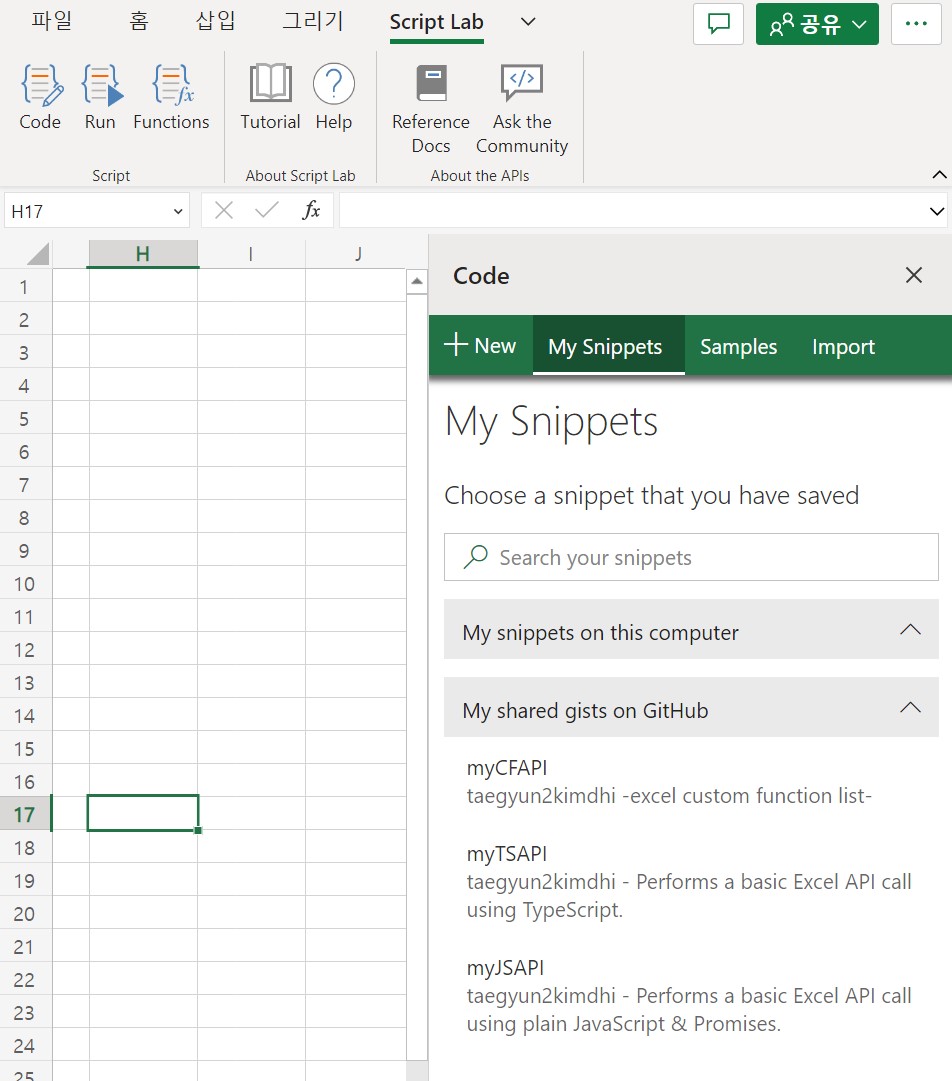 파일 홈 삽입 그리기 Script Lab 공유
Code Run Functions Tutorial Help Reference Docs Ask the Community
Script About Script Lab About the APIs
H17 fx
H I J
1
2
3
4
5
6
7
8
9
10
11
12
13
14
15
16
17
18
19
20
21
22
23
24
25
Code
New My Snippets Samples Import
My Snippets
Choose a snippet that you have saved
Search your snippets
My snippets on this computer
My shared gists on GitHub
myCFAPI
taegyun2kimdhi -excel custom function list-
myTSAPI
taegyun2kimdhi - Performs a basic Excel API call
using TypeScript.
myJSAPI
taegyun2kimdhi - Performs a basic Excel API call
using plain JavaScript & Promises.